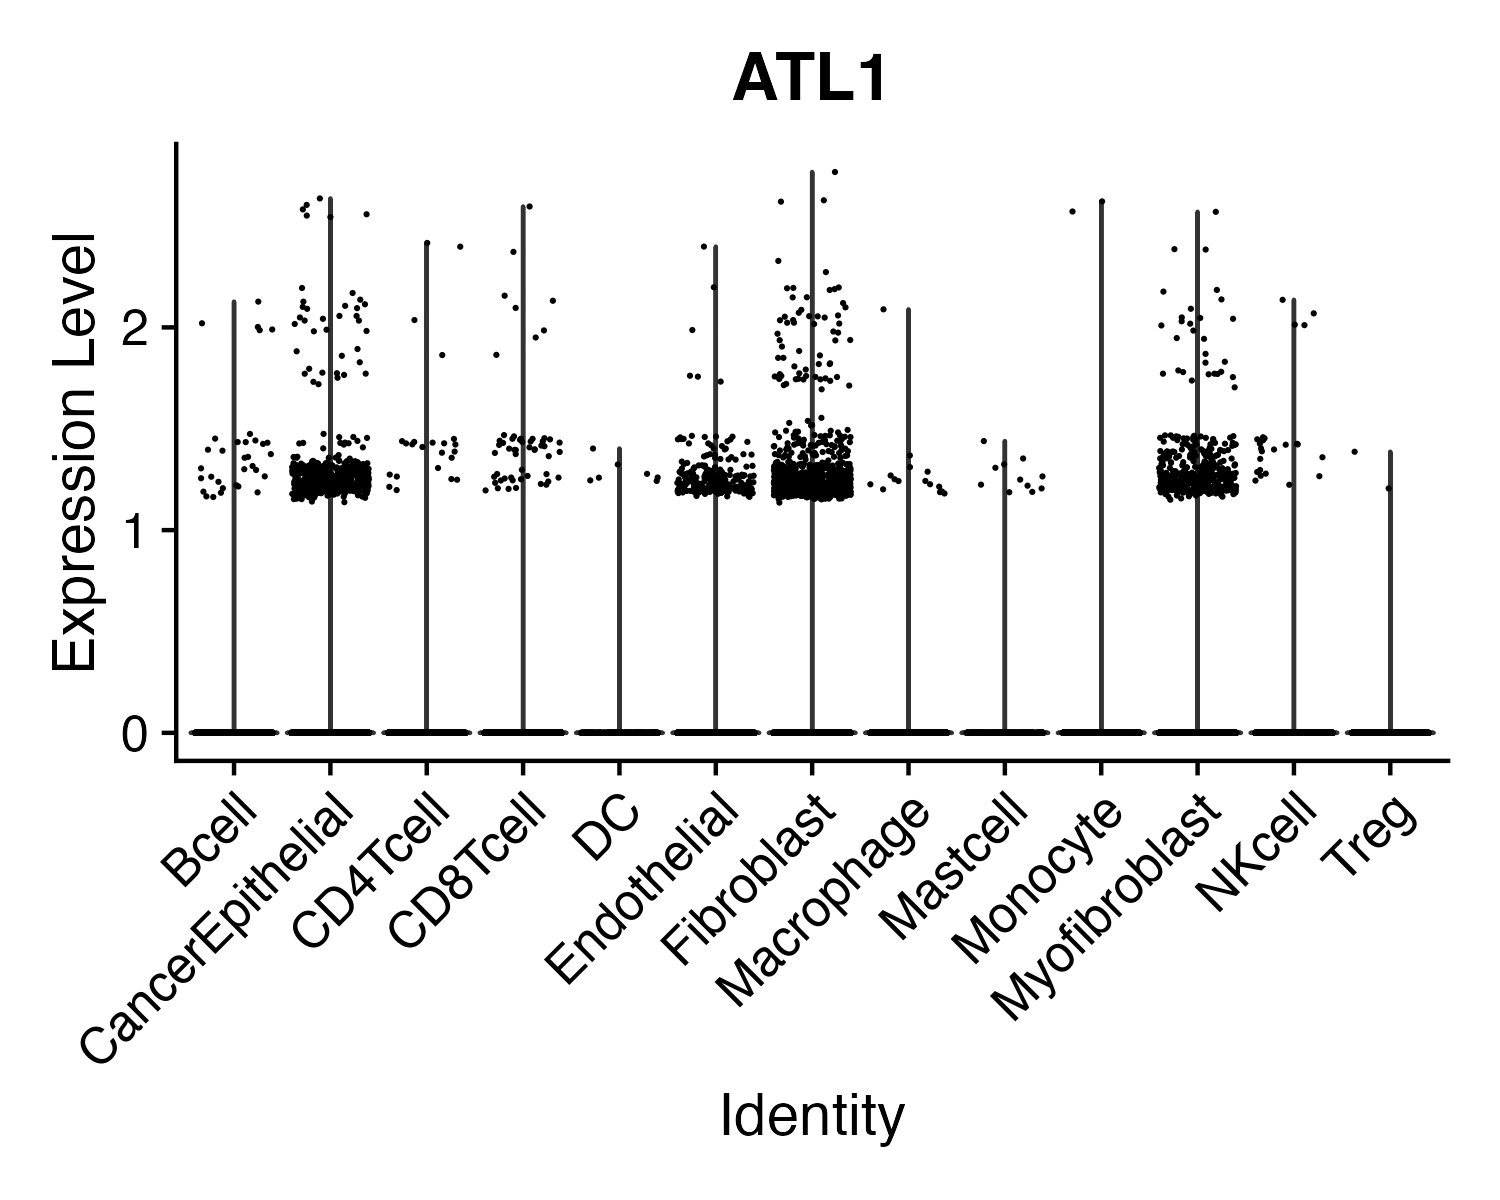 ATL1
Expression Level
2
1
0
Bcell
CancerEpithelial
CD4Tcell
CD8Tcell
DC
Endothelial
Fibroblast
Macrophage
Mastcell
Monocyte
Myofibroblast
NKcell
Treg
Identity